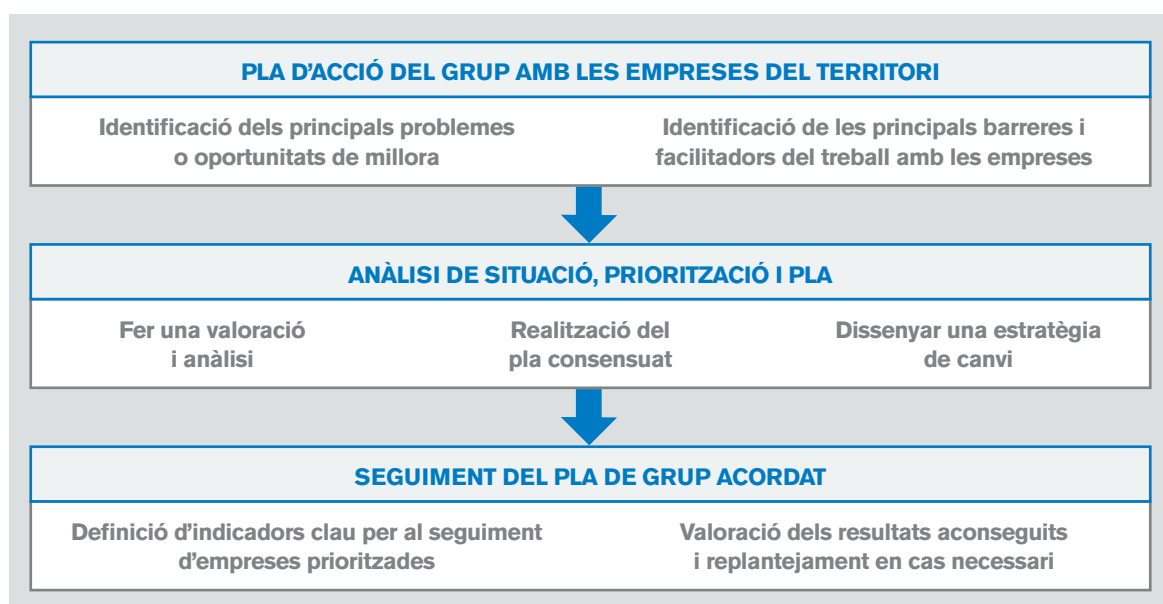 PLA D'ACCIÓ DEL GRUP AMB LES EMPRESES DEL TERRITORI
Identificació dels principals problemes
o oportunitats de millora
Identificació de les principals barreres i
facilitadors del treball amb les empreses
ANÀLISI DE SITUACIÓ, PRIORITZACIÓ I PLA
Fer una valoració
i anàlisi
Realització del
pla consensuat
Dissenyar una estratègia
de canvi
SEGUIMENT DEL PLA DE GRUP ACORDAT
Definició d'indicadors clau per al seguiment
d'empreses prioritzades
Valoració dels resultats aconseguits
i replantejament en cas necessari